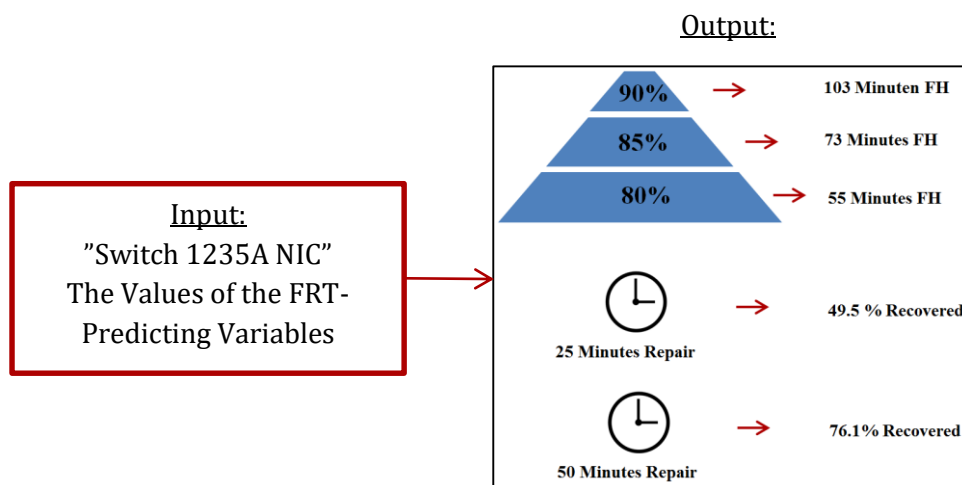 Output:
90%
103 Minuten FH
85%
73 Minutes FH
80%
55 Minutes FH
Input:
”Switch 1235A NIC”
The Values of the FRT-
Predicting Variables
49.5 % Recovered
25 Minutes Repair
76.1% Recovered.
50 Minutes Repair